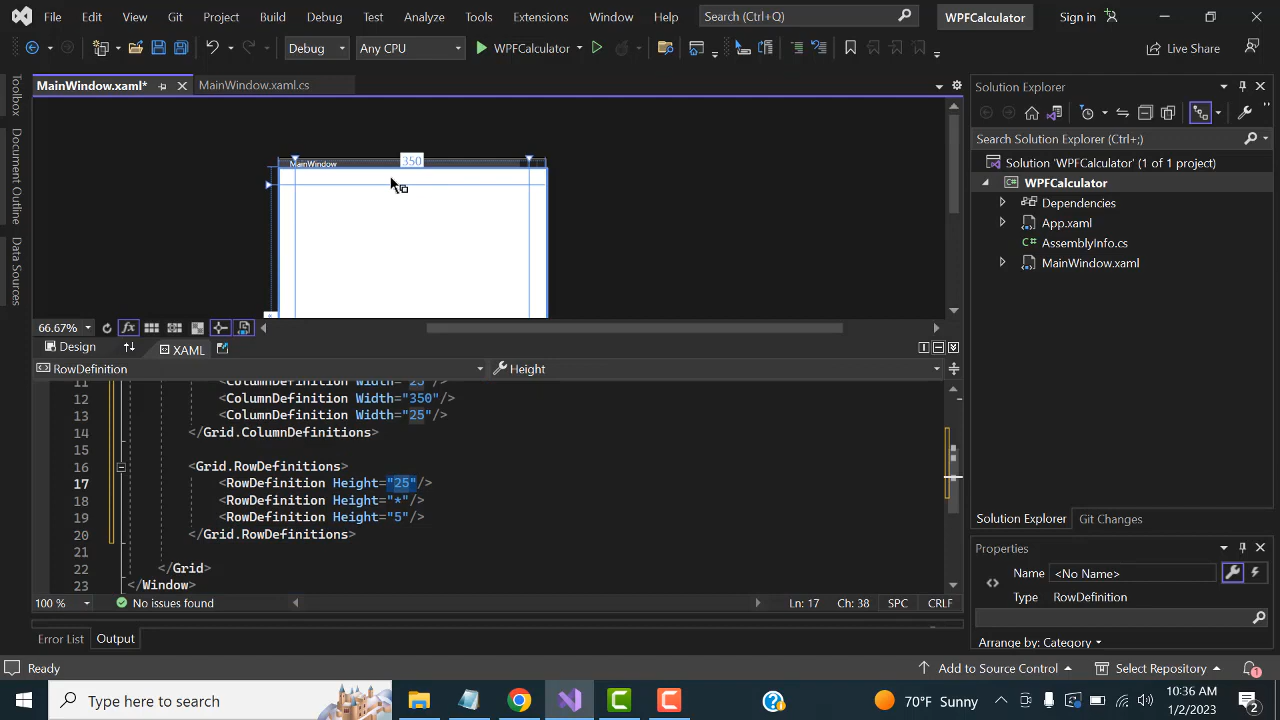 File Edit View Git Project Build Debug Test Analyze Tools Extensions Window Help Search (Ctrl+Q) WPFCalculator Sign in
Debug Any CPU WPFCalculator Live Share
MainWindow.xaml* MainWindow.xaml.cs
Toolbox
Document Outline
Data Sources
MainWindow 350
66.67% fx
Design XAML
RowDefinition Height
11 <ColumnDefinition Width="25"/>
12 <ColumnDefinition Width="350"/>
13 <ColumnDefinition Width="25"/>
14 </Grid.ColumnDefinitions>
15
16 <Grid.RowDefinitions>
17 <RowDefinition Height="25"/>
18 <RowDefinition Height="*"/>
19 <RowDefinition Height="5"/>
20 </Grid.RowDefinitions>
21
22 </Grid>
23 </Window>
100 % No issues found Ln: 17 Ch: 38 SPC CRLF
Error List Output
Solution Explorer
Search Solution Explorer (Ctrl+;)
Solution 'WPFCalculator' (1 of 1 project)
WPFCalculator
Dependencies
App.xaml
AssemblyInfo.cs
MainWindow.xaml
Solution Explorer Git Changes
Properties
Name <No Name>
Type RowDefinition
Arrange by: Category
Ready Add to Source Control Select Repository 1
Type here to search 70°F Sunny 10:36 AM
1/2/2023 2